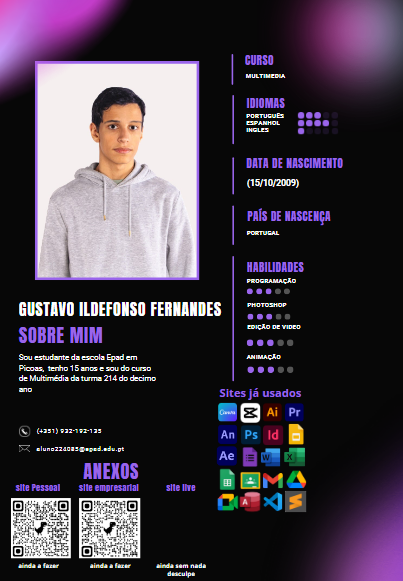 CURSO
MULTIMEDIA
IDIOMAS
PORTUGUÊS
ESPANHOL
INGLES
DATA DE NASCIMENTO
(15/10/2009)
PAÍS DE NASCENÇA
PORTUGAL
HABILIDADES
PROGRAMAÇÃO
PHOTOSHOP
EDIÇÃO DE VIDEO
ANIMAÇÃO
GUSTAVO ILDEFONSO FERNANDES
SOBRE MIM
Sou estudante da escola Epad em
Picoas, tenho 15 anos e sou do curso
de Multimédia da turma 214 do decimo
ano
(+351) 932-192-135
aluno224085@epad.edu.pt
Sites já usados
Canva
Ai
Pr
An
Ps
Id
Ae
W
X
A
S
ANEXOS
site Pessoal
site empresarial
site live
ainda a fazer
ainda a fazer
ainda sem nada
desculpe